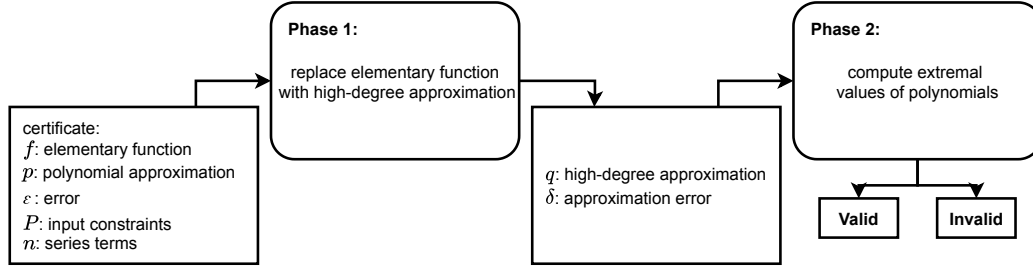 Phase 1:
replace elementary function
with high-degree approximation
Phase 2:
compute extremal
values of polynomials
certificate:
f: elementary function
p: polynomial approximation
ε: error
P: input constraints
n: series terms
q: high-degree approximation
δ: approximation error
Valid
Invalid